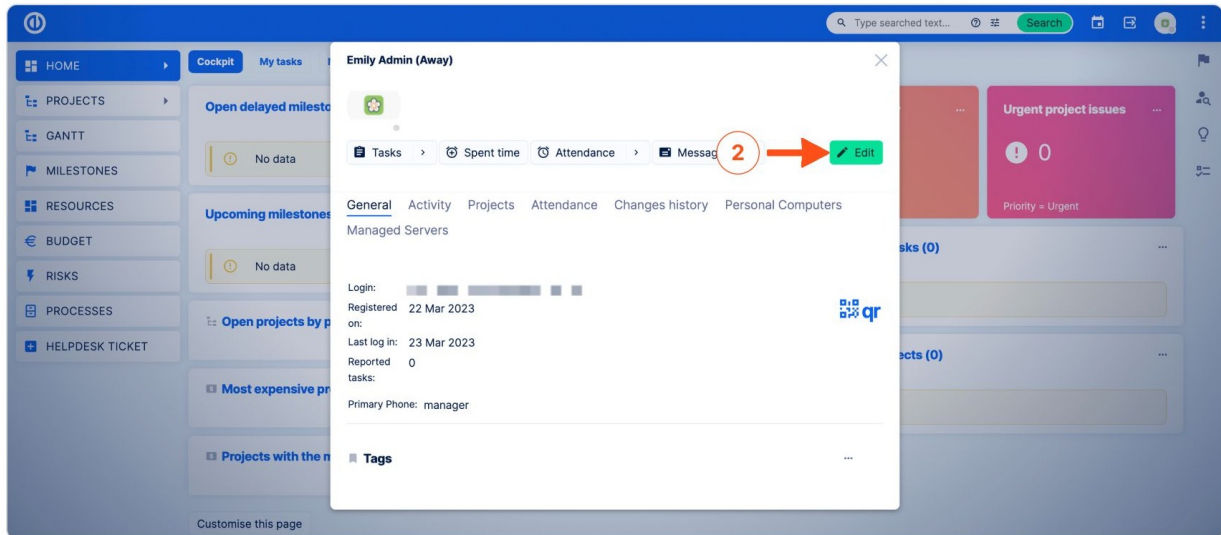 Type searched text...
Search
HOME
PROJECTS
GANTT
MILESTONES
RESOURCES
BUDGET
RISKS
PROCESSES
HELPDESK TICKET
Cockpit
My tasks
Open delayed milesto
No data
Upcoming milestones
No data
Open projects by p
Most expensive pr
Projects with the
Customise this page
Emily Admin (Away)
Tasks
Spent time
Attendance
Messag
2
Edit
General Activity Projects Attendance Changes history Personal Computers
Managed Servers
Login:
Registered on: 22 Mar 2023
Last log in: 23 Mar 2023
Reported tasks: 0
Primary Phone: manager
qr
Tags
...
...
Urgent project issues ...
0
Priority = Urgent
sks (0) ...
ects (0) ...